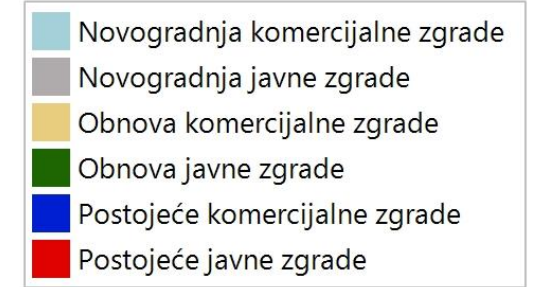 Novogradnja komercijalne zgrade
Novogradnja javne zgrade
Obnova komercijalne zgrade
Obnova javne zgrade
Postojeće komercijalne zgrade
Postojeće javne zgrade